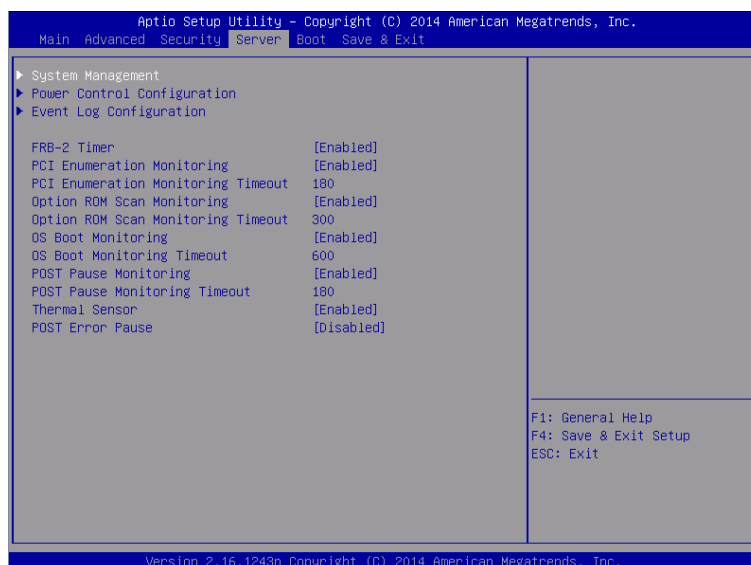 Aptio Setup Utility – Copyright (C) 2014 American Megatrends, Inc.
Main Advanced Security Server Boot Save & Exit
System Management
Power Control Configuration
Event Log Configuration
FRB-2 Timer [Enabled]
PCI Enumeration Monitoring [Enabled]
PCI Enumeration Monitoring Timeout 180
Option ROM Scan Monitoring [Enabled]
Option ROM Scan Monitoring Timeout 300
OS Boot Monitoring [Enabled]
OS Boot Monitoring Timeout 600
POST Pause Monitoring [Enabled]
POST Pause Monitoring Timeout 180
Thermal Sensor [Enabled]
POST Error Pause [Disabled]
F1: General Help
F4: Save & Exit Setup
ESC: Exit
Version 2.16.1243n Copyright (C) 2014 American Megatrends, Inc.